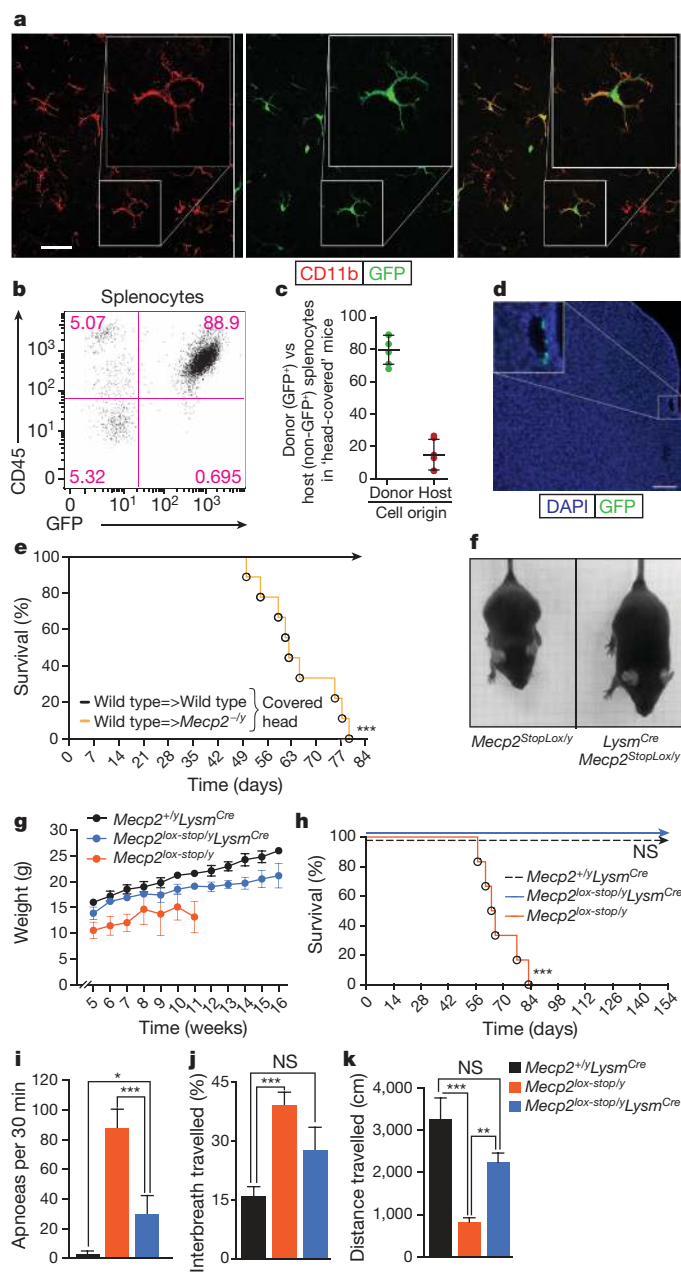 a
CD11b GFP
b
Splenocytes
5.07 88.9
5.32 0.695
10³
10²
10¹
0
CD45
0 10¹ 10² 10³
GFP
c
Donor (GFP⁺) vs
host (non-GFP⁺) splenocytes
in 'head-covered' mice
100
80
60
40
20
0
Donor Host
Cell origin
d
DAPI GFP
e
Survival (%)
100
80
60
40
20
0
Wild type=>Wild type
Wild type=>Mecp2⁻/y
Covered
head
***
0 7 14 21 28 35 42 49 56 63 70 77 84
Time (days)
f
Mecp2StopLox/y
LysmCre
Mecp2StopLox/y
g
Mecp2+/yLysmCre
Mecp2lox-stop/yLysmCre
Mecp2lox-stop/y
Weight (g)
30
25
20
15
10
5
0
5 6 7 8 9 10 11 12 13 14 15 16
Time (weeks)
h
Survival (%)
100
80
60
40
20
0
NS
Mecp2+/yLysmCre
Mecp2lox-stop/yLysmCre
Mecp2lox-stop/y
***
0 14 28 42 56 70 84 98 112 126 140 154
Time (days)
i
Apnoeas per 30 min
120
100
80
60
40
20
0
*
***
j
Interbreath travelled (%)
45
30
15
0
NS
***
k
Distance travelled (cm)
4,000
3,000
2,000
1,000
0
NS
***
**
Mecp2+/yLysmCre
Mecp2lox-stop/y
Mecp2lox-stop/yLysmCre